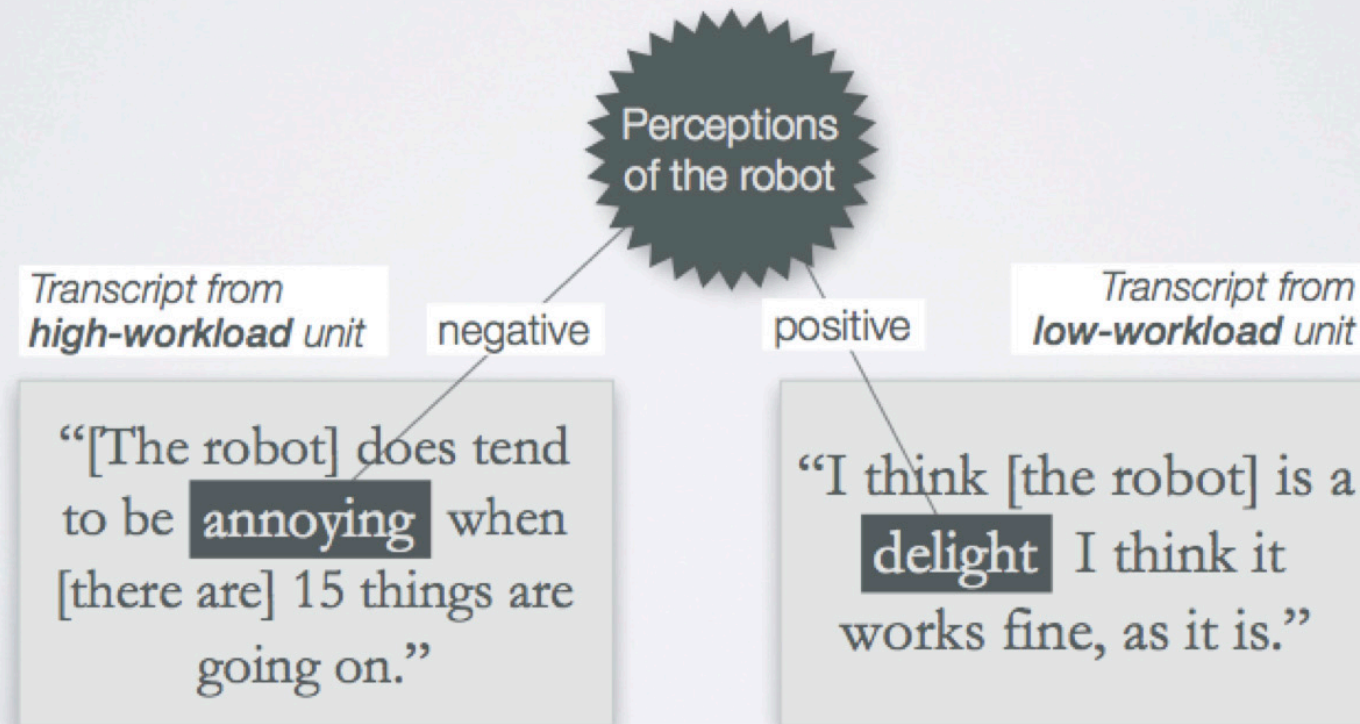 Perceptions
of the robot
Transcript from
high-workload unit
negative
positive
Transcript from
low-workload unit
“[The robot] does tend
to be annoying when
[there are] 15 things are
going on.”
“I think [the robot] is a
delight I think it
works fine, as it is.”